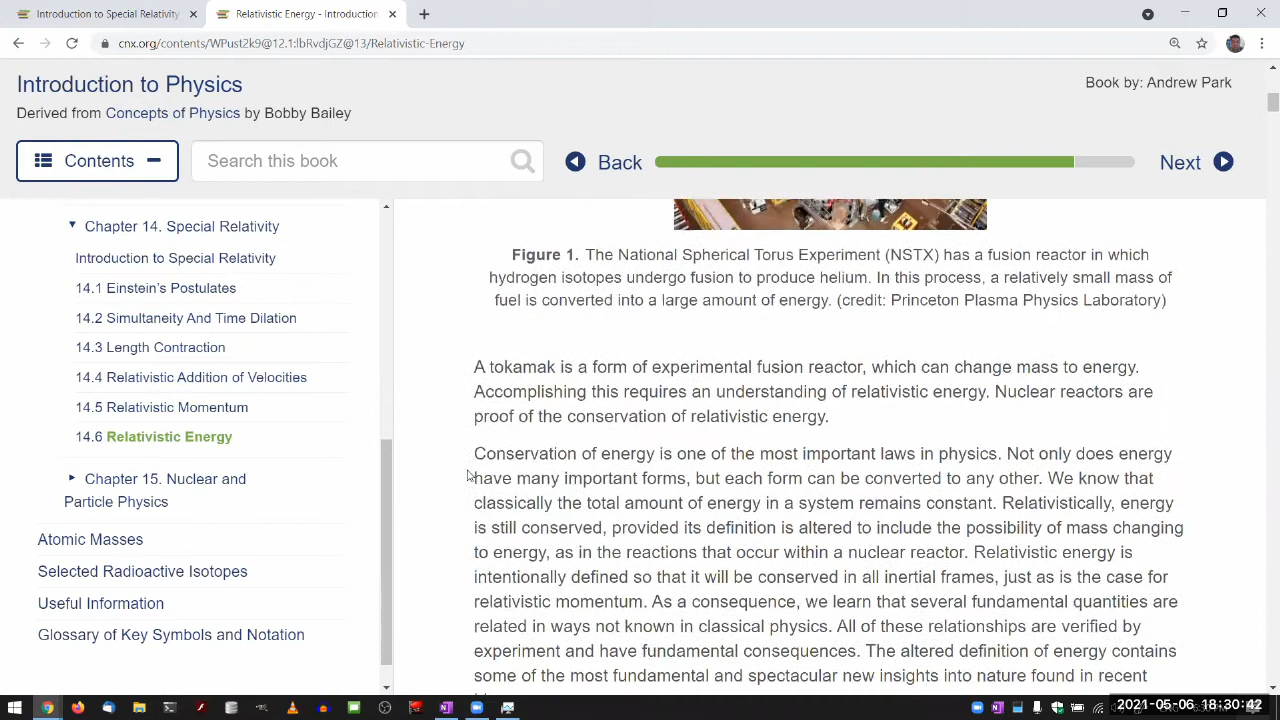 Introduction to Special Relativity
Relativistic Energy - Introduction
cnx.org/contents/WPust2k9@12.1:lbRvdjGZ@13/Relativistic-Energy
Introduction to Physics
Book by: Andrew Park
Derived from Concepts of Physics by Bobby Bailey
Contents
Search this book
Back
Next
Chapter 14. Special Relativity
Introduction to Special Relativity
14.1 Einstein's Postulates
14.2 Simultaneity And Time Dilation
14.3 Length Contraction
14.4 Relativistic Addition of Velocities
14.5 Relativistic Momentum
14.6 Relativistic Energy
Chapter 15. Nuclear and
Particle Physics
Atomic Masses
Selected Radioactive Isotopes
Useful Information
Glossary of Key Symbols and Notation
Figure 1. The National Spherical Torus Experiment (NSTX) has a fusion reactor in which
hydrogen isotopes undergo fusion to produce helium. In this process, a relatively small mass of
fuel is converted into a large amount of energy. (credit: Princeton Plasma Physics Laboratory)
A tokamak is a form of experimental fusion reactor, which can change mass to energy.
Accomplishing this requires an understanding of relativistic energy. Nuclear reactors are
proof of the conservation of relativistic energy.
Conservation of energy is one of the most important laws in physics. Not only does energy
have many important forms, but each form can be converted to any other. We know that
classically the total amount of energy in a system remains constant. Relativistically, energy
is still conserved, provided its definition is altered to include the possibility of mass changing
to energy, as in the reactions that occur within a nuclear reactor. Relativistic energy is
intentionally defined so that it will be conserved in all inertial frames, just as is the case for
relativistic momentum. As a consequence, we learn that several fundamental quantities are
related in ways not known in classical physics. All of these relationships are verified by
experiment and have fundamental consequences. The altered definition of energy contains
some of the most fundamental and spectacular new insights into nature found in recent
2021-05-06 18:30:42